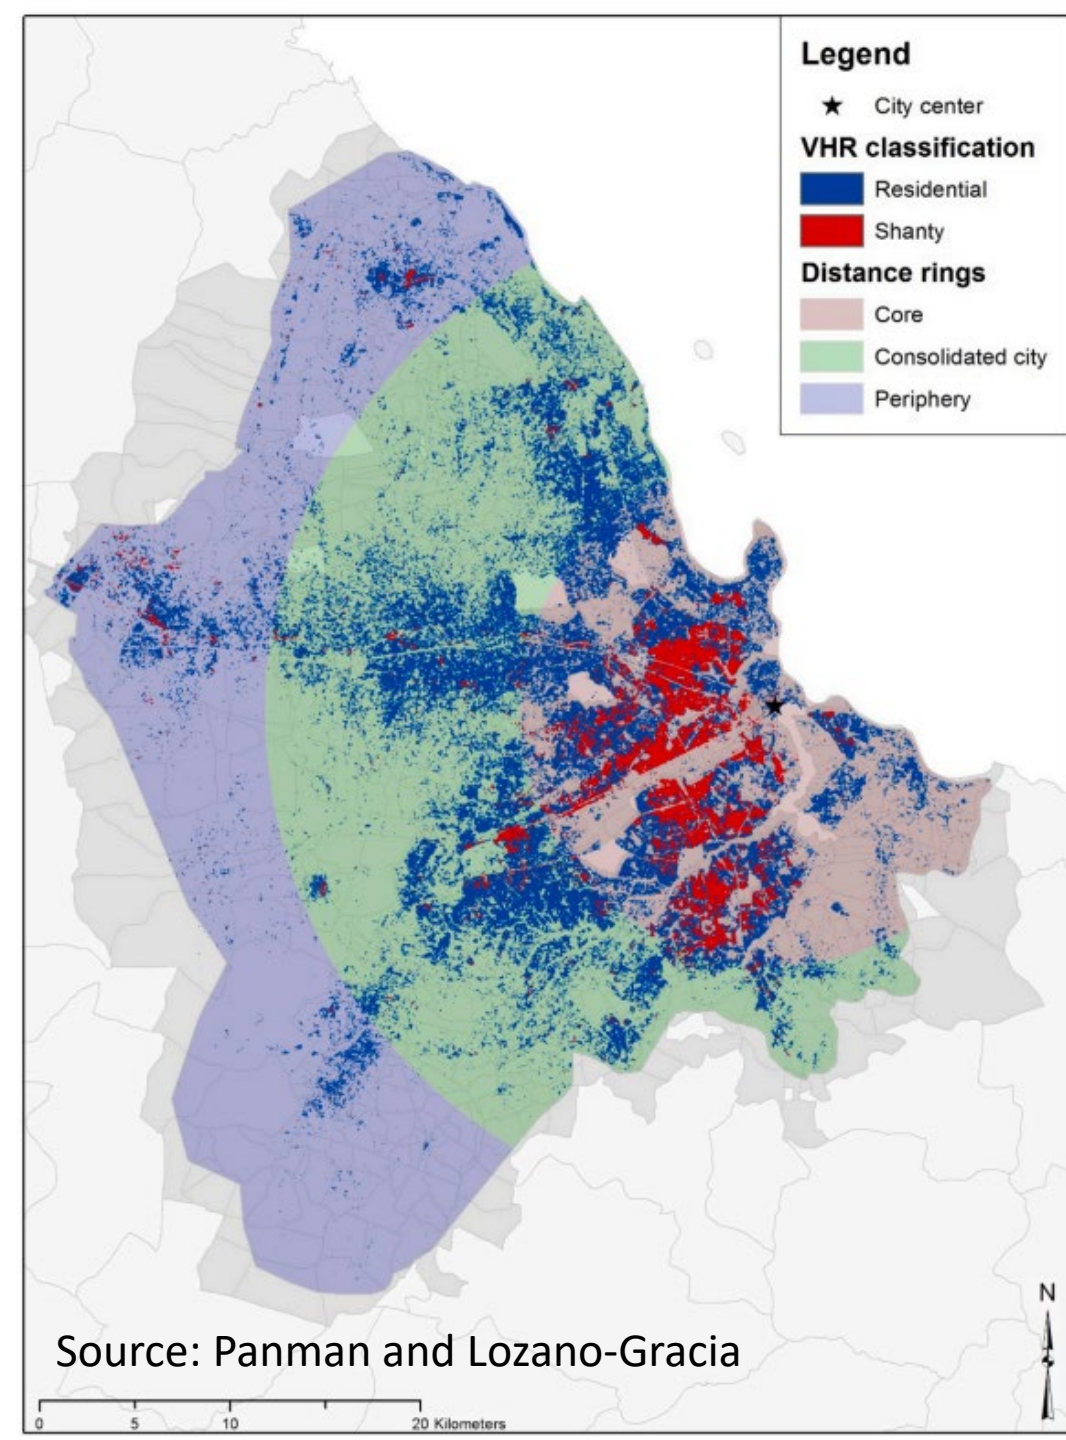 Legend
City center
VHR classification
Residential
Shanty
Distance rings
Core
Consolidated city
Periphery
N
Source: Panman and Lozano-Gracia
0 5 10 20 Kilometers